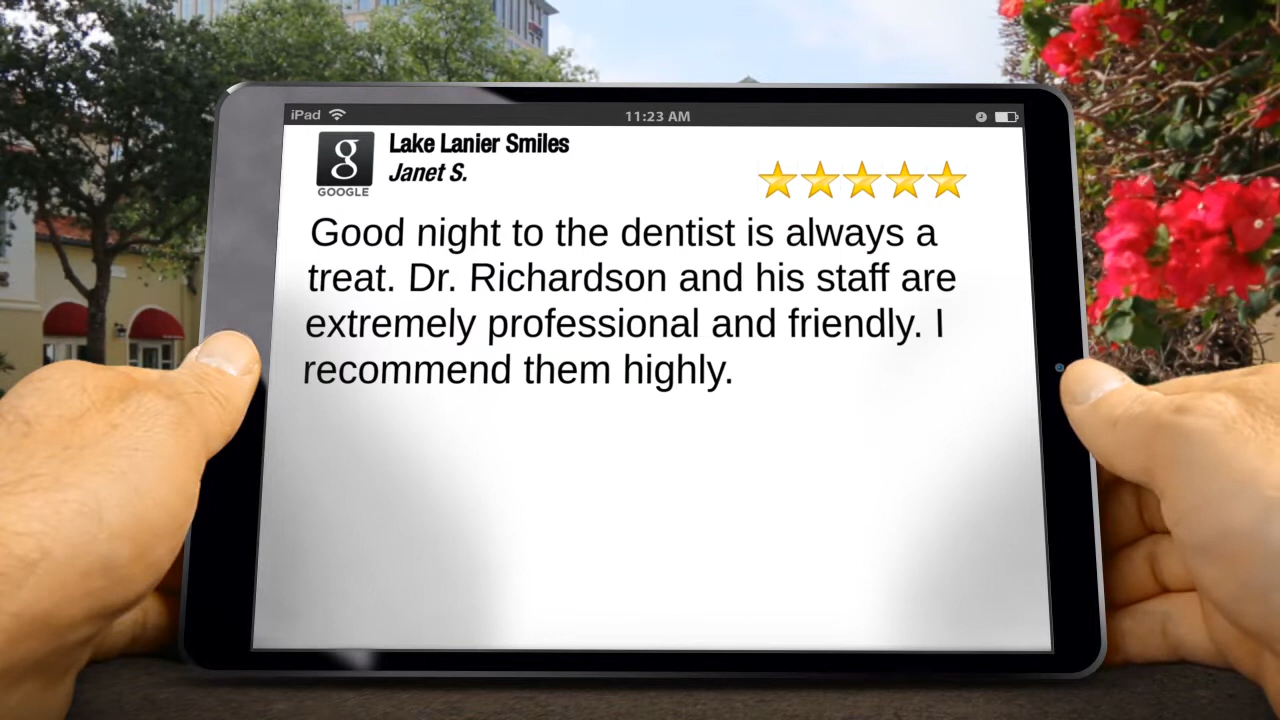 iPad 11:23 AM
g
GOOGLE
Lake Lanier Smiles
Janet S.
Good night to the dentist is always a
treat. Dr. Richardson and his staff are
extremely professional and friendly. I
recommend them highly.